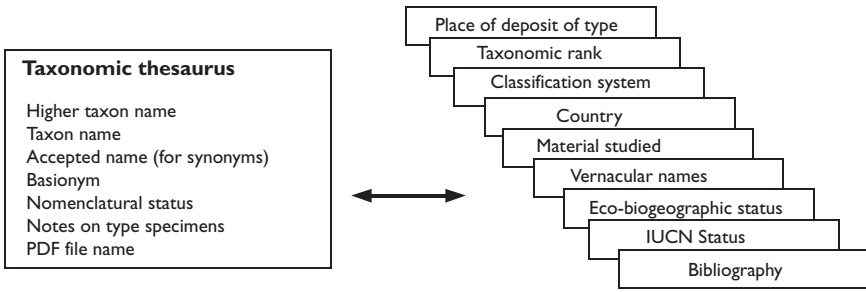 Taxonomic thesaurus
Higher taxon name
Taxon name
Accepted name (for synonyms)
Basionym
Nomenclatural status
Notes on type specimens
PDF file name
Place of deposit of type
Taxonomic rank
Classification system
Country
Material studied
Vernacular names
Eco-biogeographic status
IUCN Status
Bibliography